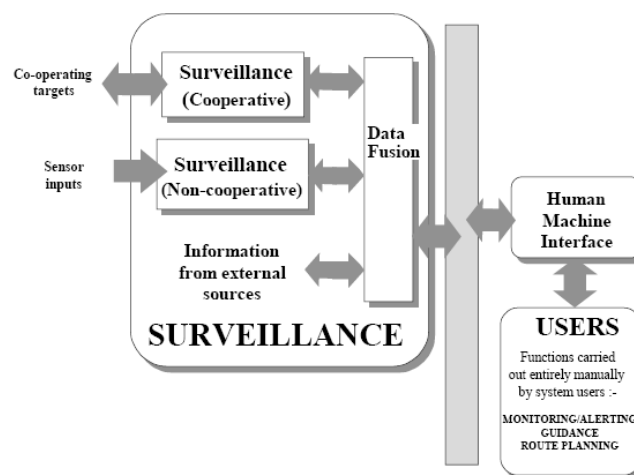 Co-operating
targets
Surveillance
(Cooperative)
Sensor
inputs
Surveillance
(Non-cooperative)
Information
from external
sources
Data
Fusion
SURVEILLANCE
Human
Machine
Interface
USERS
Functions carried
out entirely manually
by system users :-
MONITORING/ALERTING
GUIDANCE
ROUTE PLANNING